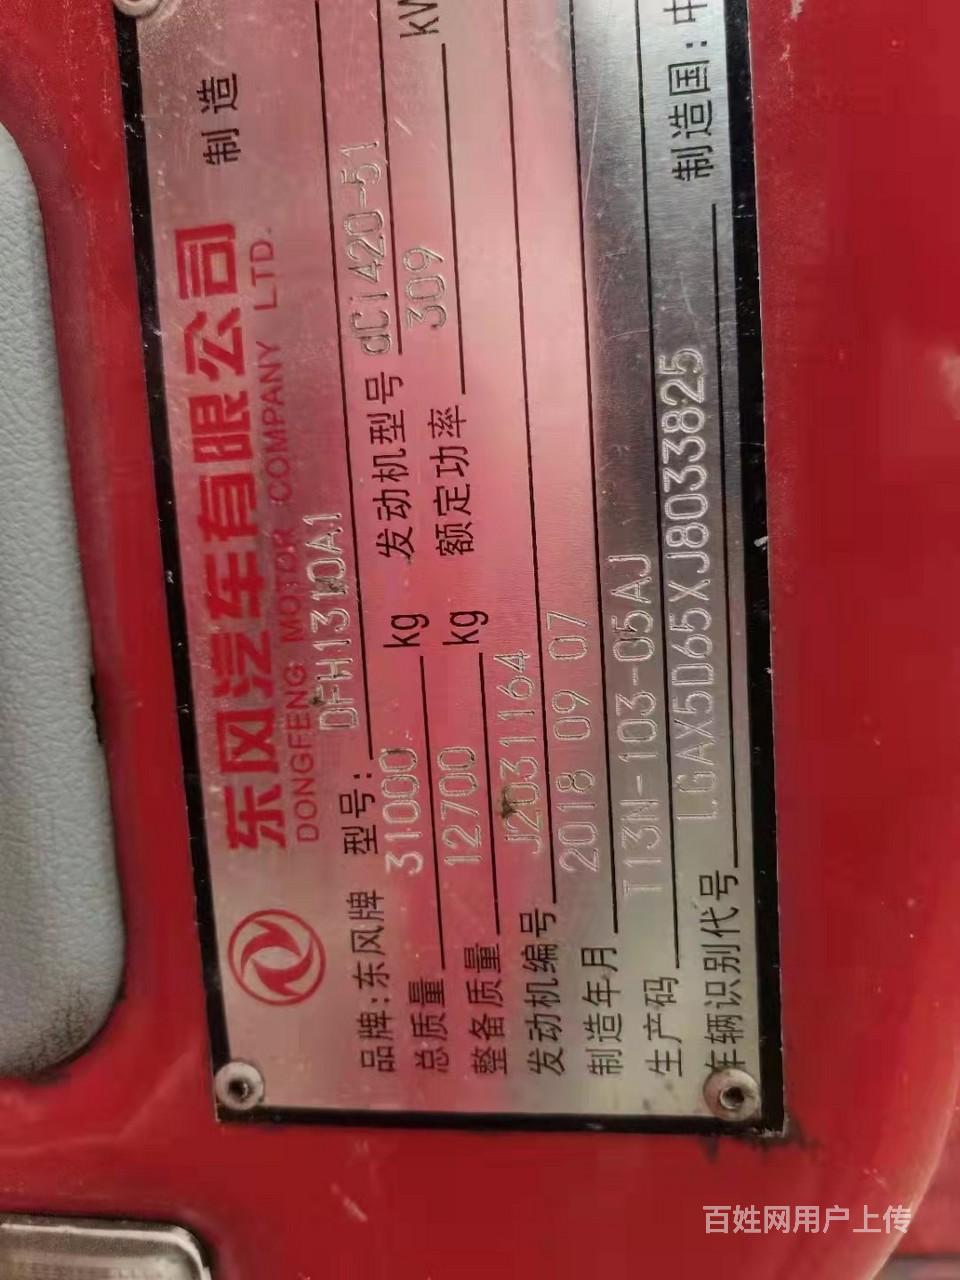 东风汽车有限公司 制造
DONGFENG MOTOR COMPANY LTD.
品牌:东风牌 型号: DFH1310A1
总质量 31000 kg 发动机型号 dCi420-51
整备质量 12700 kg 额定功率 309 kW
发动机编号 J2031164
制造年月 2018 09 07
生产码 T13N-103-05AJ
车辆识别代号 LGAX5D65XJ8033825 制造国:中
百姓网用户上传